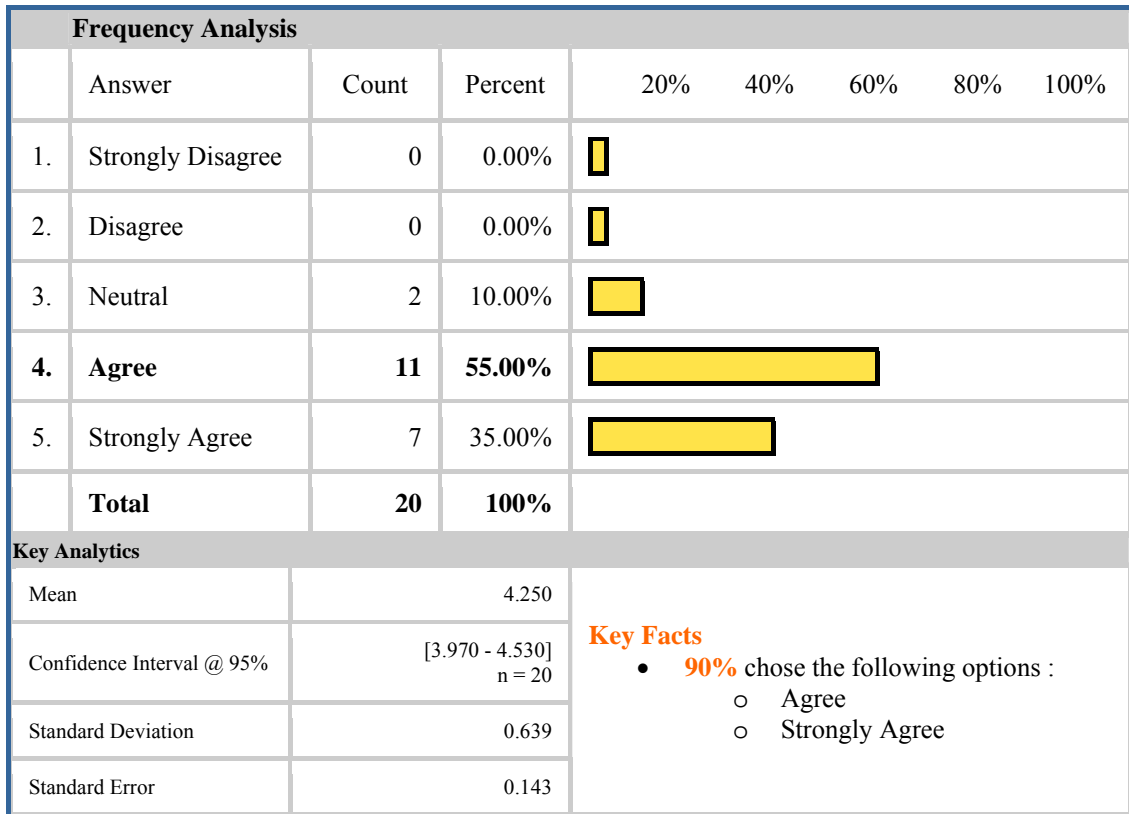 Frequency Analysis
Answer Count Percent 20% 40% 60% 80% 100%
1. Strongly Disagree 0 0.00%
2. Disagree 0 0.00%
3. Neutral 2 10.00%
4. Agree 11 55.00%
5. Strongly Agree 7 35.00%
Total 20 100%
Key Analytics
Mean 4.250
Confidence Interval @ 95% [3.970 - 4.530]
n = 20
Standard Deviation 0.639
Standard Error 0.143
Key Facts
• 90% chose the following options :
o Agree
o Strongly Agree